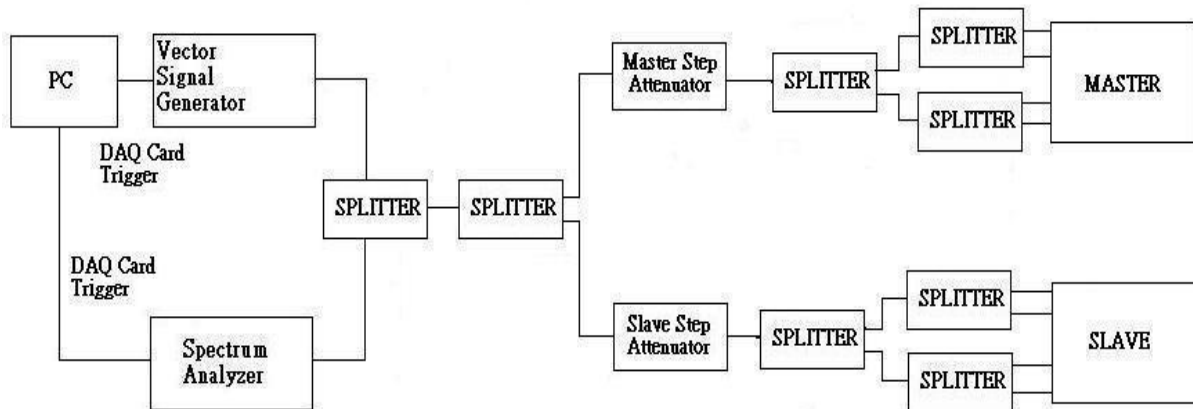 PC
Vector
Signal
Generator
DAQ Card
Trigger
DAQ Card
Trigger
Spectrum
Analyzer
SPLITTER
SPLITTER
Master Step
Attenuator
SPLITTER
SPLITTER
SPLITTER
MASTER
Slave Step
Attenuator
SPLITTER
SPLITTER
SPLITTER
SLAVE